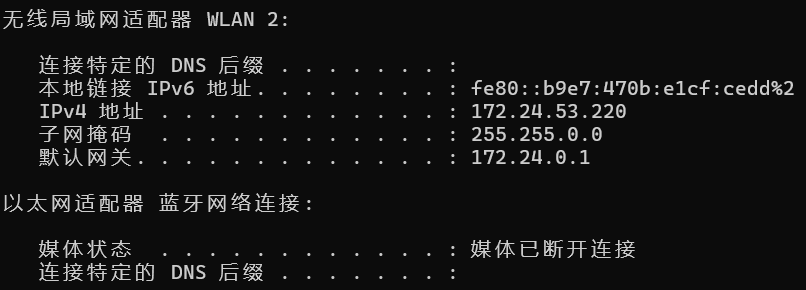 无线局域网适配器 WLAN 2:
连接特定的 DNS 后缀 . . . . . . . :
本地链接 IPv6 地址. . . . . . . . : fe80::b9e7:470b:e1cf:cedd%2
IPv4 地址 . . . . . . . . . . . . : 172.24.53.220
子网掩码  . . . . . . . . . . . . : 255.255.0.0
默认网关. . . . . . . . . . . . . : 172.24.0.1
以太网适配器 蓝牙网络连接:
媒体状态  . . . . . . . . . . . . : 媒体已断开连接
连接特定的 DNS 后缀 . . . . . . . :